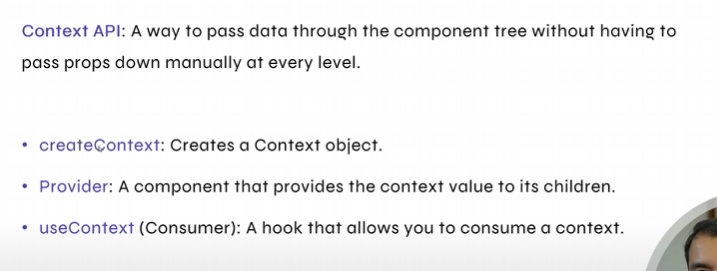 Context API: A way to pass data through the component tree without having to
pass props down manually at every level.
• createContext: Creates a Context object.
• Provider: A component that provides the context value to its children.
• useContext (Consumer): A hook that allows you to consume a context.